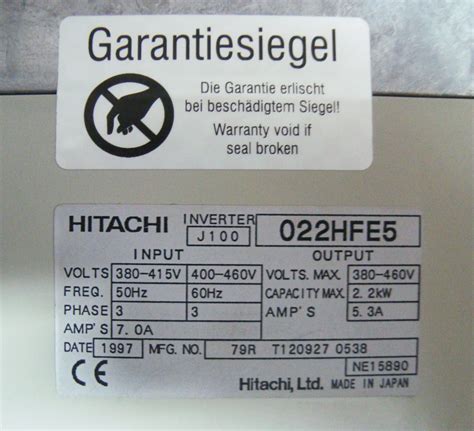 Garantiesiegel
Die Garantie erlischt
bei beschädigtem Siegel!
Warranty void if
seal broken
HITACHI INVERTER J100 022HFE5
INPUT OUTPUT
VOLTS 380-415V 400-460V VOLTS. MAX. 380-460V
FREQ. 50Hz 60Hz CAPACITY MAX. 2.2kW
PHASE 3 3 AMP'S 5.3A
AMP'S 7.0A
DATE 1997 MFG. NO. 79R T120927 0538
NE15890
CE Hitachi, Ltd. MADE IN JAPAN